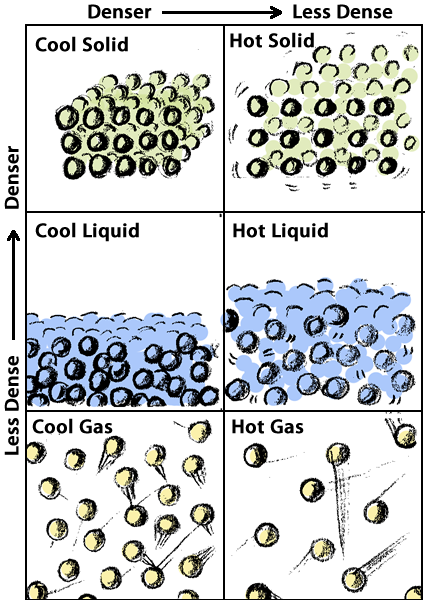 Denser Less Dense
Cool Solid
Hot Solid
Denser
Cool Liquid
Hot Liquid
Less Dense
Cool Gas
Hot Gas